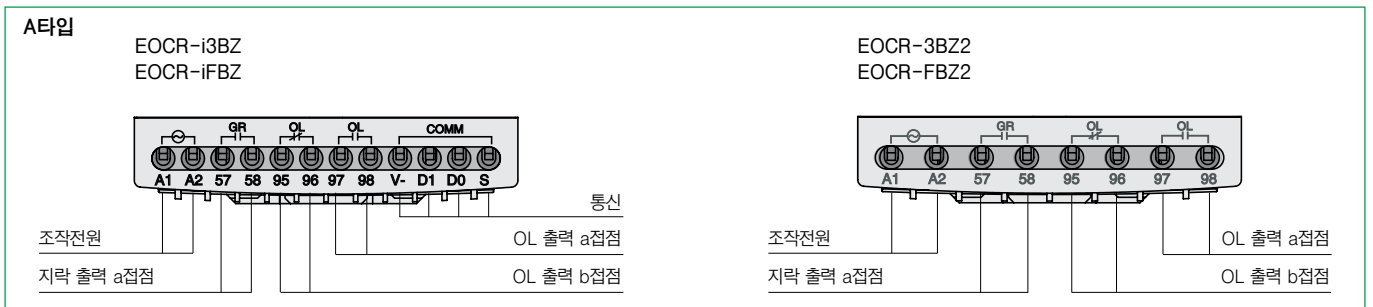 A타입
EOCR-i3BZ
EOCR-iFBZ
GR OL OL COMM
A1 A2 57 58 95 96 97 98 V- D1 D0 S
통신
조작전원 OL 출력 a접점
지락 출력 a접점 OL 출력 b접점
EOCR-3BZ2
EOCR-FBZ2
GR OL OL
A1 A2 57 58 95 96 97 98
조작전원 OL 출력 a접점
지락 출력 a접점 OL 출력 b접점